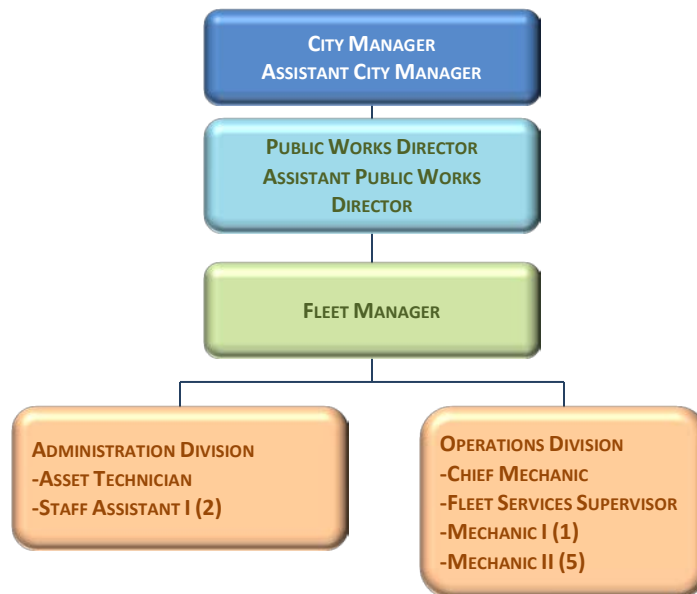 City Manager
Assistant City Manager
Public Works Director
Assistant Public Works
Director
Fleet Manager
Administration Division
-Asset Technician
-Staff Assistant I (2)
Operations Division
-Chief Mechanic
-Fleet Services Supervisor
-Mechanic I (1)
-Mechanic II (5)